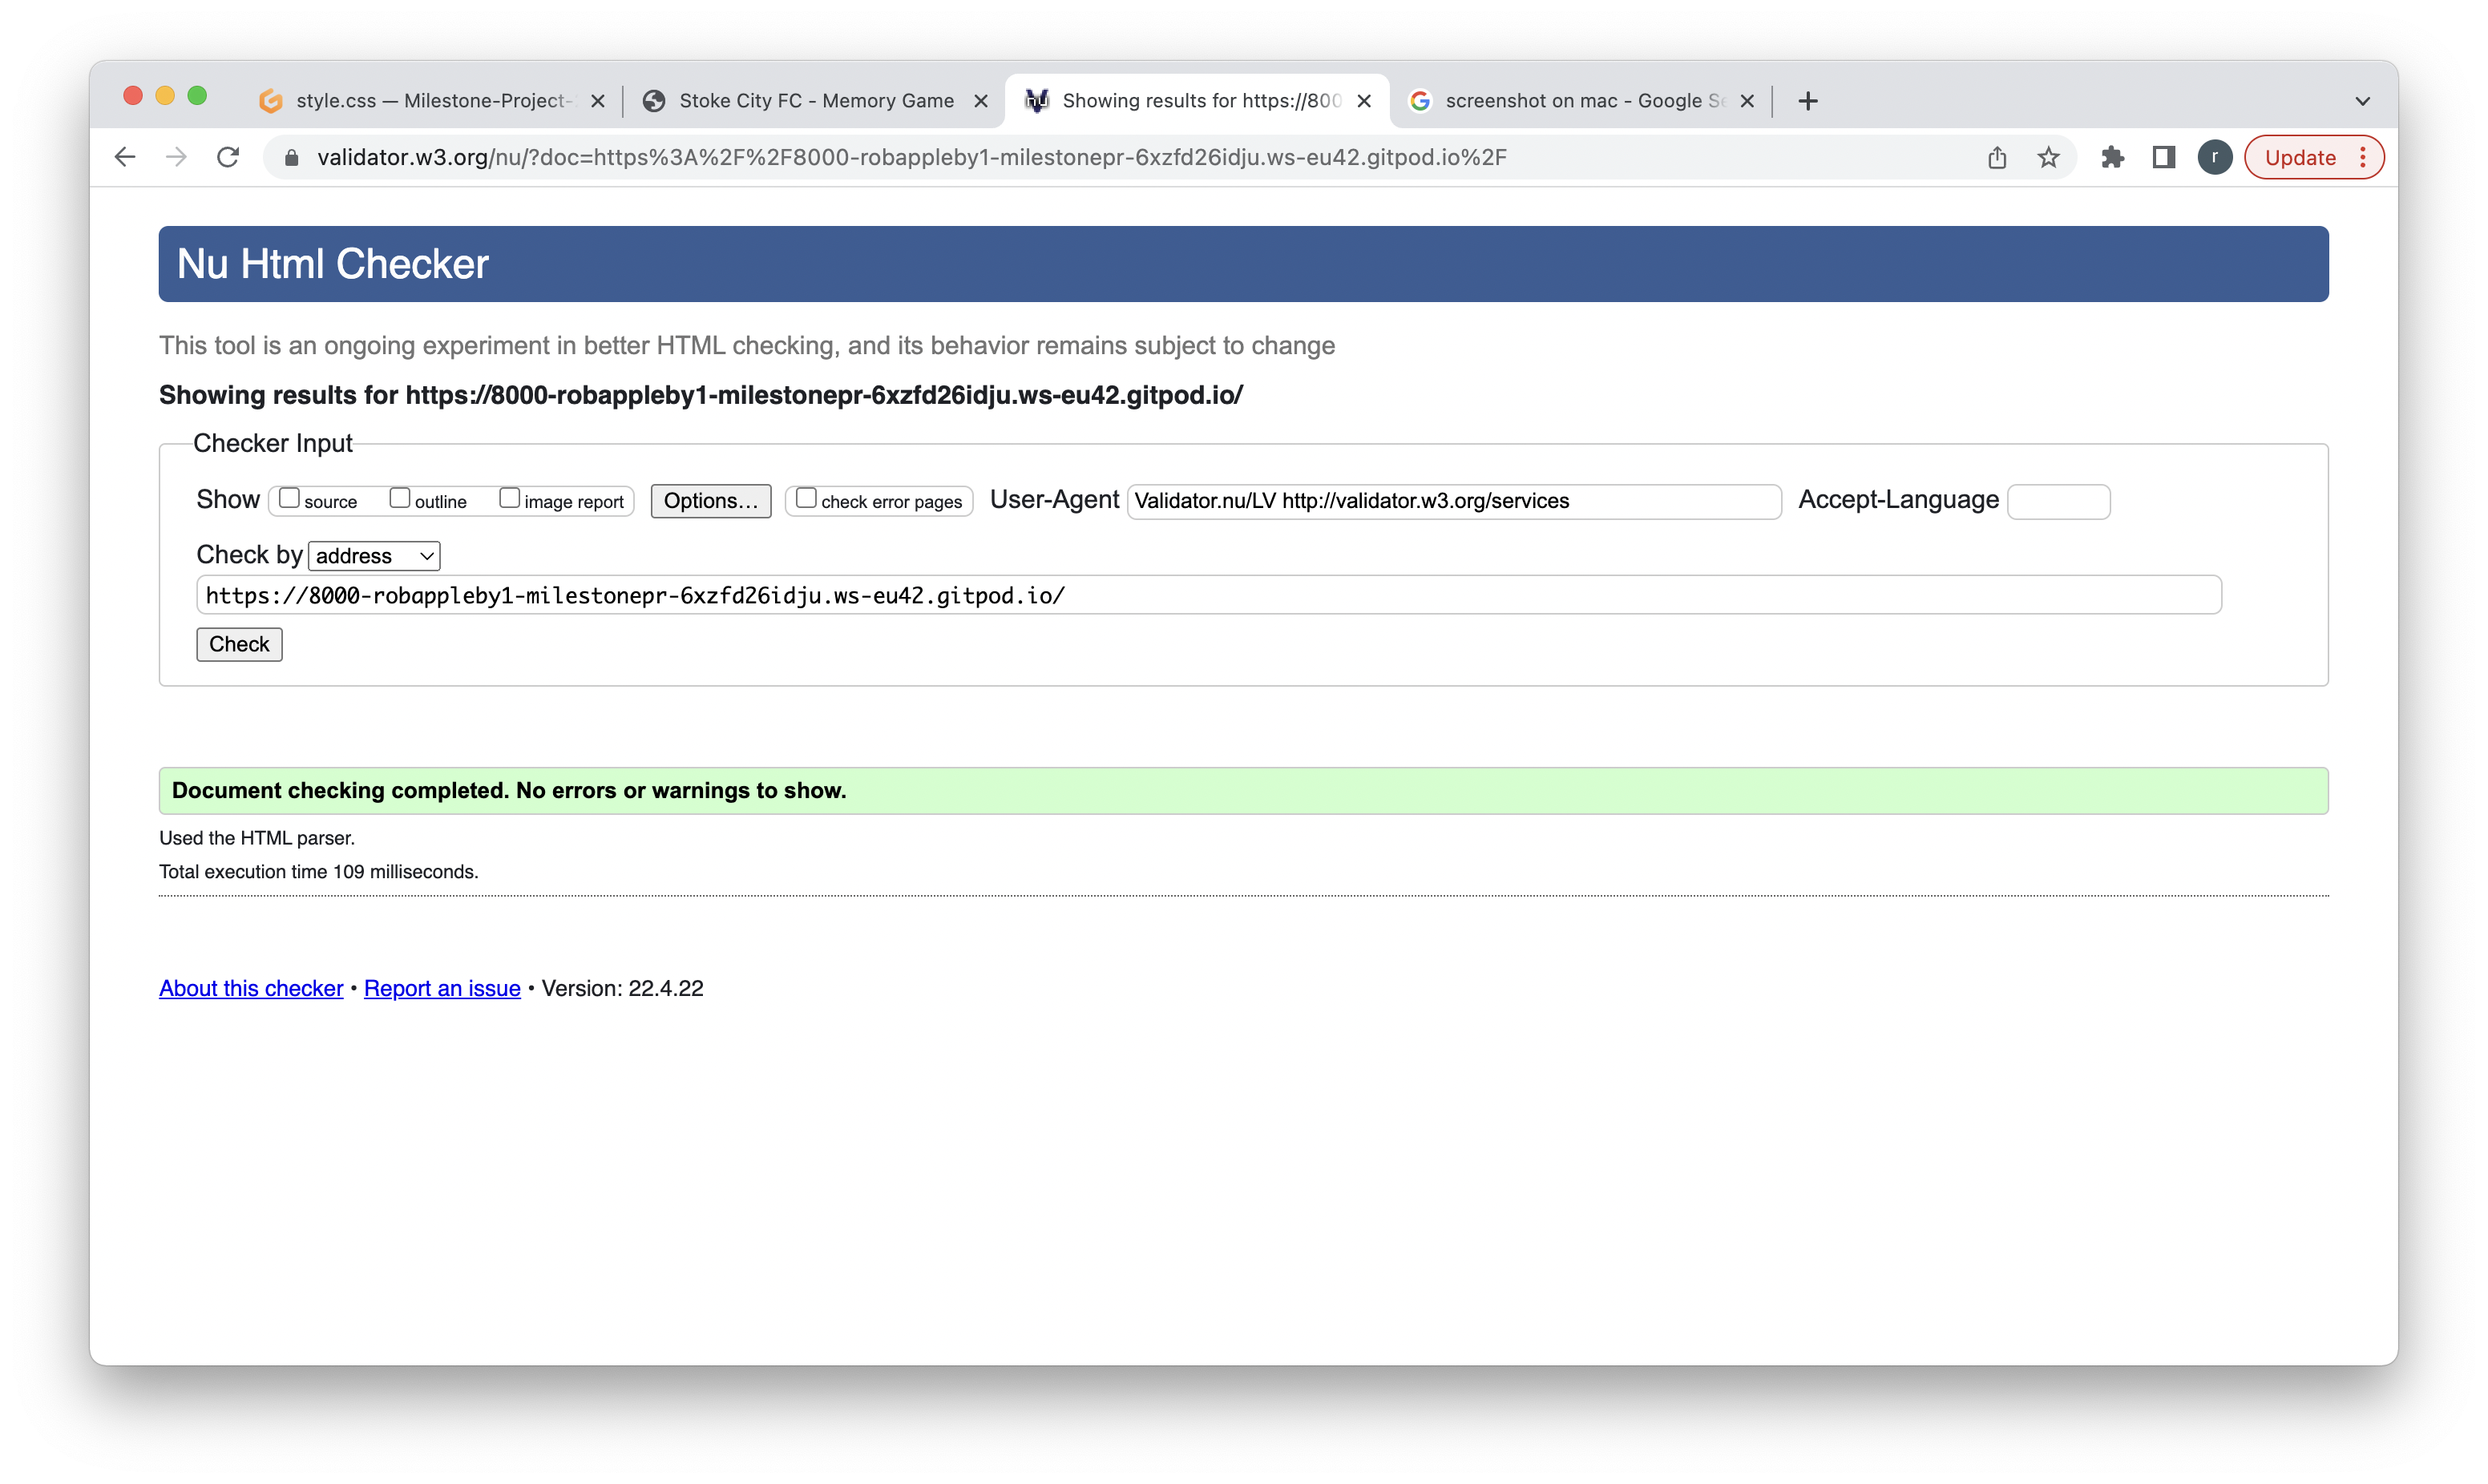 style.css — Milestone-Project-
Stoke City FC - Memory Game
Showing results for https://800
screenshot on mac - Google Se
validator.w3.org/nu/?doc=https%3A%2F%2F8000-robappleby1-milestonepr-6xzfd26idju.ws-eu42.gitpod.io%2F
r
Update
Nu Html Checker
This tool is an ongoing experiment in better HTML checking, and its behavior remains subject to change
Showing results for https://8000-robappleby1-milestonepr-6xzfd26idju.ws-eu42.gitpod.io/
Checker Input
Show source outline image report Options... check error pages User-Agent Validator.nu/LV http://validator.w3.org/services Accept-Language
Check by address
https://8000-robappleby1-milestonepr-6xzfd26idju.ws-eu42.gitpod.io/
Check
Document checking completed. No errors or warnings to show.
Used the HTML parser.
Total execution time 109 milliseconds.
About this checker • Report an issue • Version: 22.4.22